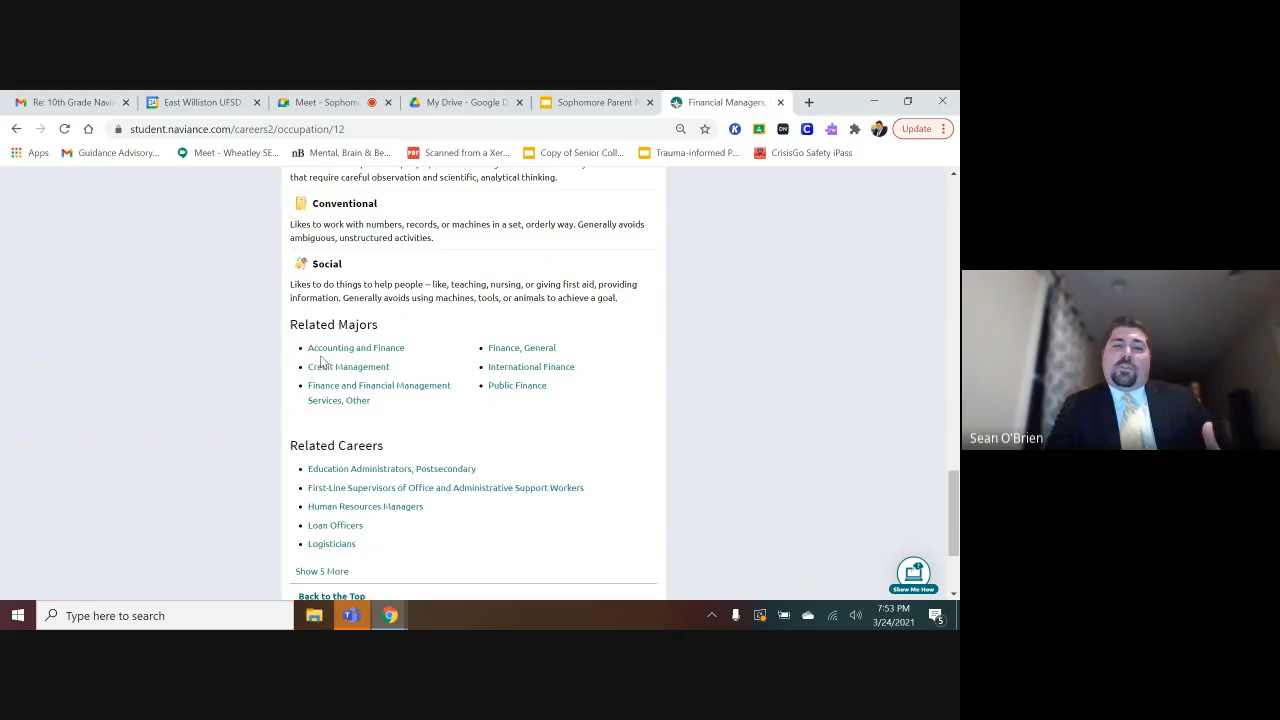 Re: 10th Grade Navia
East Williston UFSD
Meet - Sophom
My Drive - Google D
Sophomore Parent N
Financial Managers.
student.naviance.com/careers2/occupation/12
Update
Apps
Guidance Advisory...
Meet - Wheatley SE...
nB Mental, Brain & Be...
Scanned from a Xer...
Copy of Senior Coll...
Trauma-informed P...
CrisisGo Safety iPass
that require careful observation and scientific, analytical thinking.
Conventional
Likes to work with numbers, records, or machines in a set, orderly way. Generally avoids
ambiguous, unstructured activities.
Social
Likes to do things to help people -- like, teaching, nursing, or giving first aid, providing
information. Generally avoids using machines, tools, or animals to achieve a goal.
Related Majors
Accounting and Finance
Credit Management
Finance and Financial Management
Services, Other
Finance, General
International Finance
Public Finance
Related Careers
Education Administrators, Postsecondary
First-Line Supervisors of Office and Administrative Support Workers
Human Resources Managers
Loan Officers
Logisticians
Show 5 More
Back to the Top
Show Me How
Sean O'Brien
Type here to search
7:53 PM
3/24/2021
5